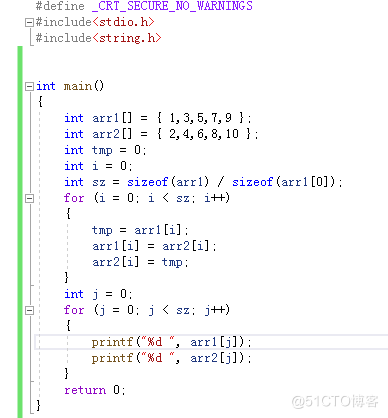 #define _CRT_SECURE_NO_WARNINGS
#include<stdio.h>
#include<string.h>
int main()
{
    int arr1[] = { 1,3,5,7,9 };
    int arr2[] = { 2,4,6,8,10 };
    int tmp = 0;
    int i = 0;
    int sz = sizeof(arr1) / sizeof(arr1[0]);
    for (i = 0; i < sz; i++)
    {
        tmp = arr1[i];
        arr1[i] = arr2[i];
        arr2[i] = tmp;
    }
    int j = 0;
    for (j = 0; j < sz; j++)
    {
        printf("%d ", arr1[j]);
        printf("%d ", arr2[j]);
    }
    return 0;
}
@51CTO博客